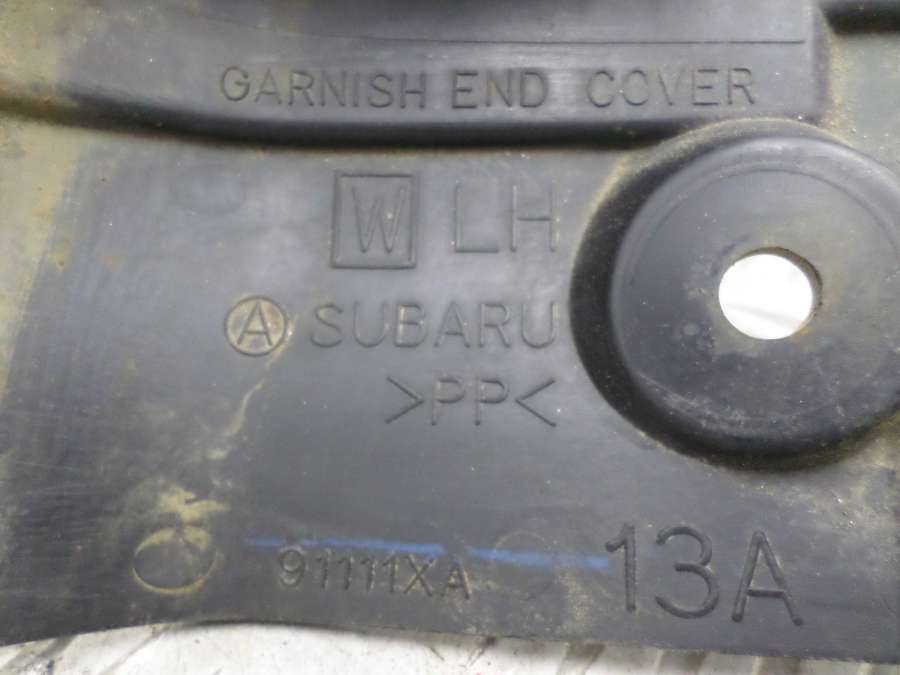 GARNISH END COVER
W LH
A SUBARU
>PP<
91111XA 13A